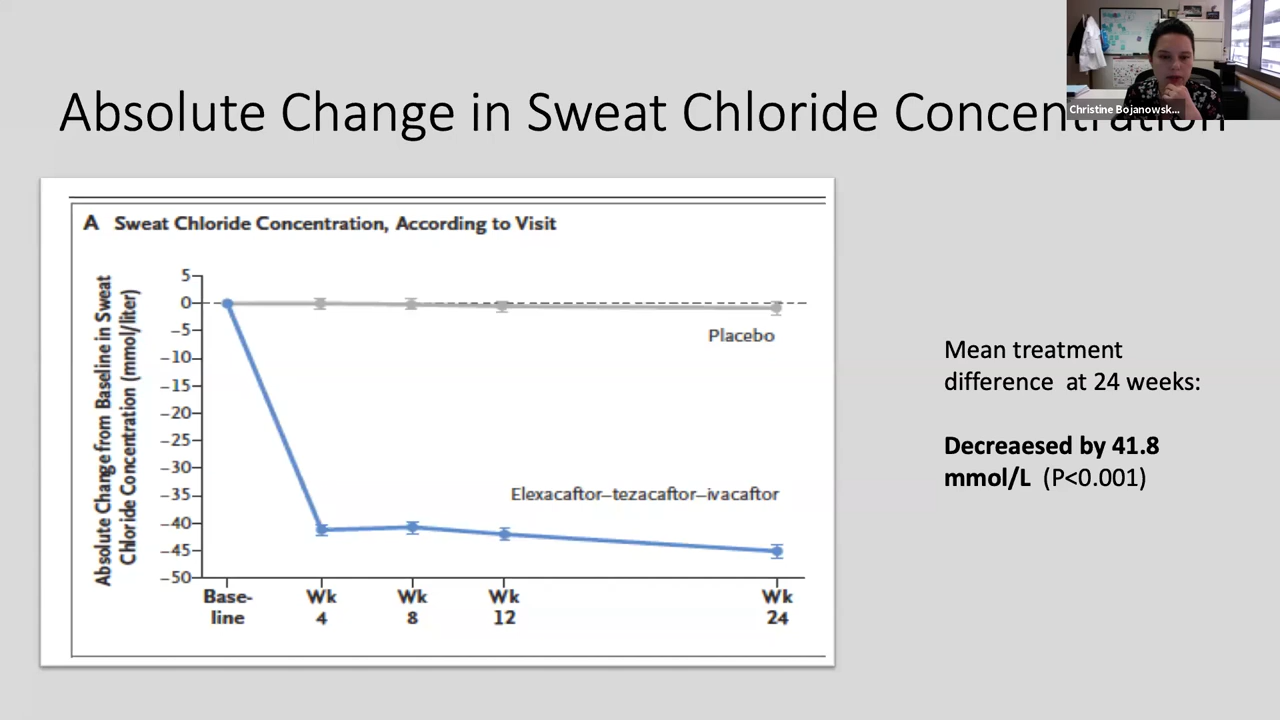 Absolute Change in Sweat Chloride Concentration
Christine Bojanowsk...
A Sweat Chloride Concentration, According to Visit
Absolute Change from Baseline in Sweat
Chloride Concentration (mmol/liter)
5
0
−5
−10
−15
−20
−25
−30
−35
−40
−45
−50
Placebo
Elexacaftor–tezacaftor–ivacaftor
Base-
line
Wk
4
Wk
8
Wk
12
Wk
24
Mean treatment
difference at 24 weeks:
Decreaesed by 41.8
mmol/L (P<0.001)